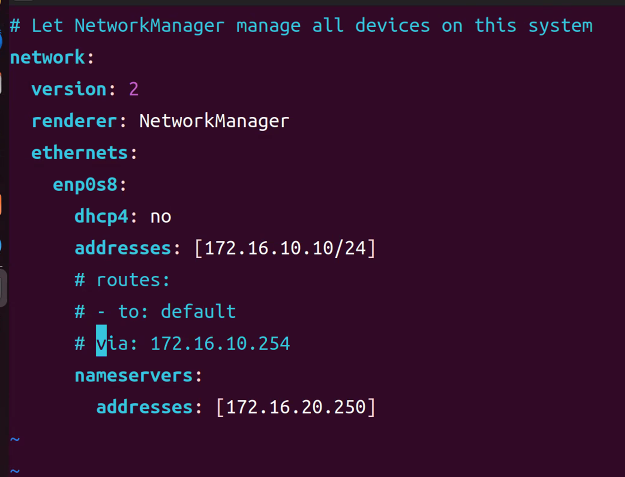 # Let NetworkManager manage all devices on this system
network:
  version: 2
  renderer: NetworkManager
  ethernets:
    enp0s8:
      dhcp4: no
      addresses: [172.16.10.10/24]
      # routes:
      # - to: default
      # via: 172.16.10.254
      nameservers:
        addresses: [172.16.20.250]
~
~